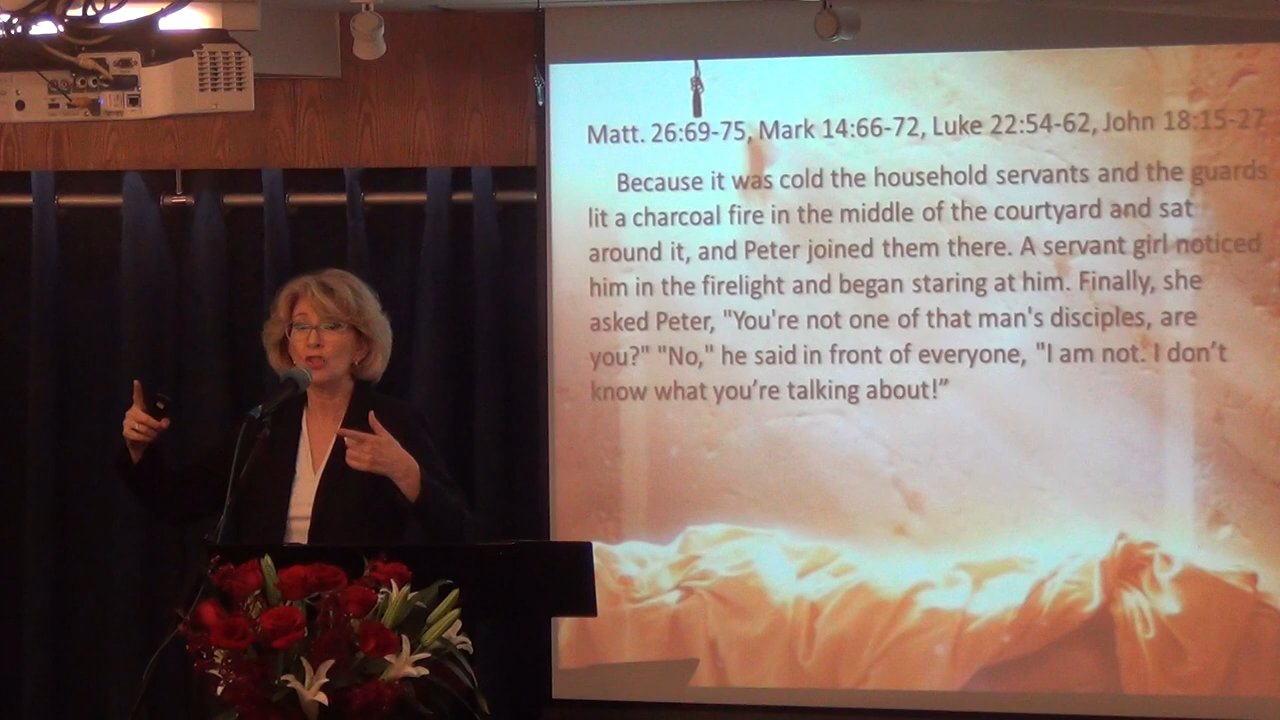 Matt. 26:69-75, Mark 14:66-72, Luke 22:54-62, John 18:15-27
Because it was cold the household servants and the guards
lit a charcoal fire in the middle of the courtyard and sat
around it, and Peter joined them there. A servant girl noticed
him in the firelight and began staring at him. Finally, she
asked Peter, "You're not one of that man's disciples, are
you?" "No," he said in front of everyone, "I am not. I don’t
know what you’re talking about!”